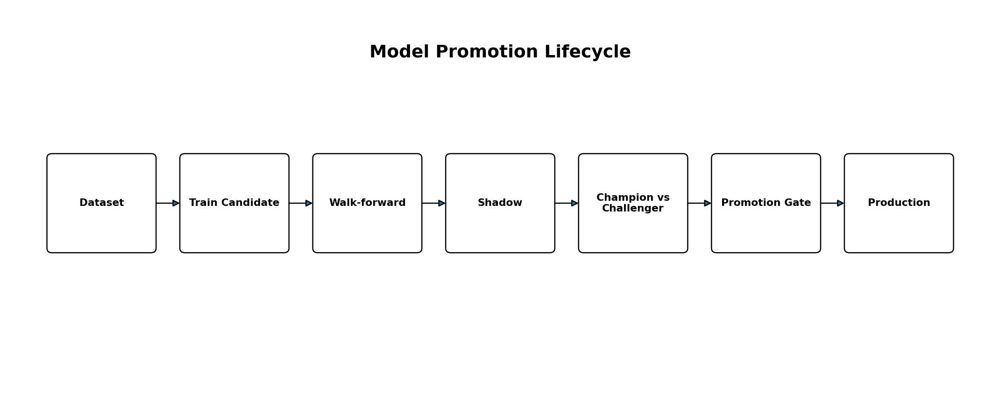 Model Promotion Lifecycle
Dataset
Train Candidate
Walk-forward
Shadow
Champion vs
Challenger
Promotion Gate
Production